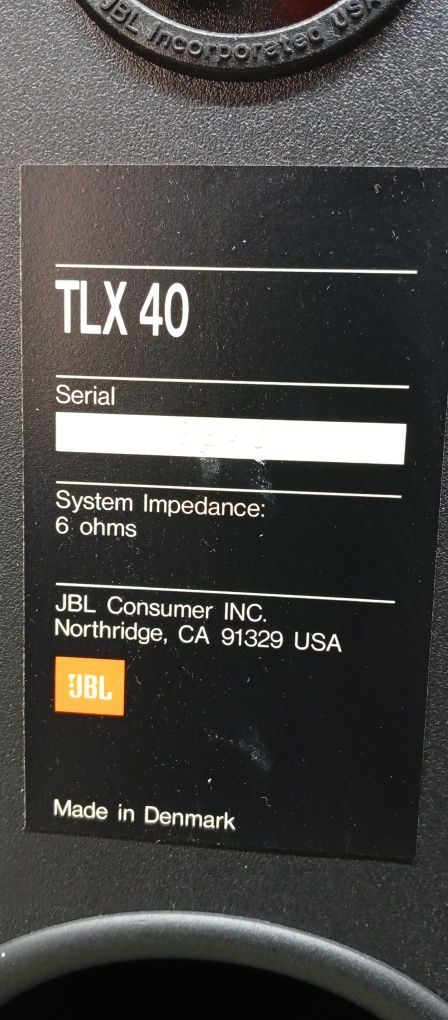 JBL Incorporated USA
TLX 40
Serial
System Impedance:
6 ohms
JBL Consumer INC.
Northridge, CA 91329 USA
JBL
Made in Denmark